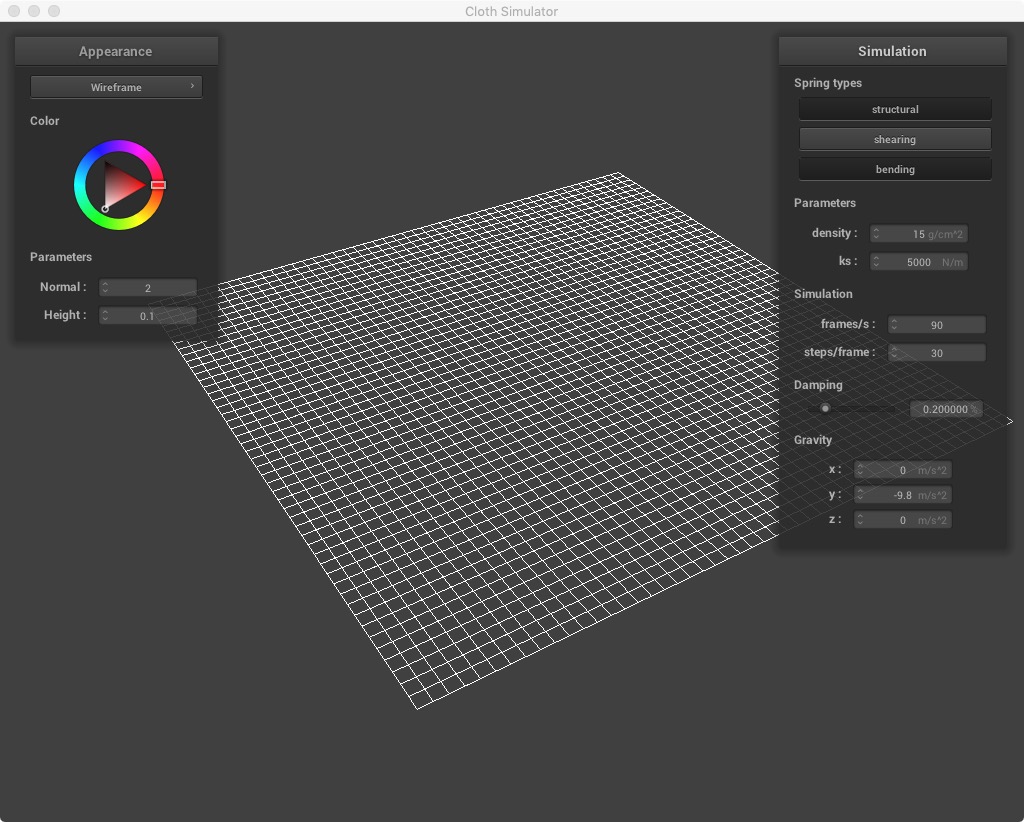 Cloth Simulator
Appearance
Wireframe
Color
Parameters
Normal : 2
Height : 0.1
Simulation
Spring types
structural
shearing
bending
Parameters
density : 15 g/cm^2
ks : 5000 N/m
Simulation
frames/s : 90
steps/frame : 30
Damping
0.200000 %
Gravity
x : 0 m/s^2
y : -9.8 m/s^2
z : 0 m/s^2